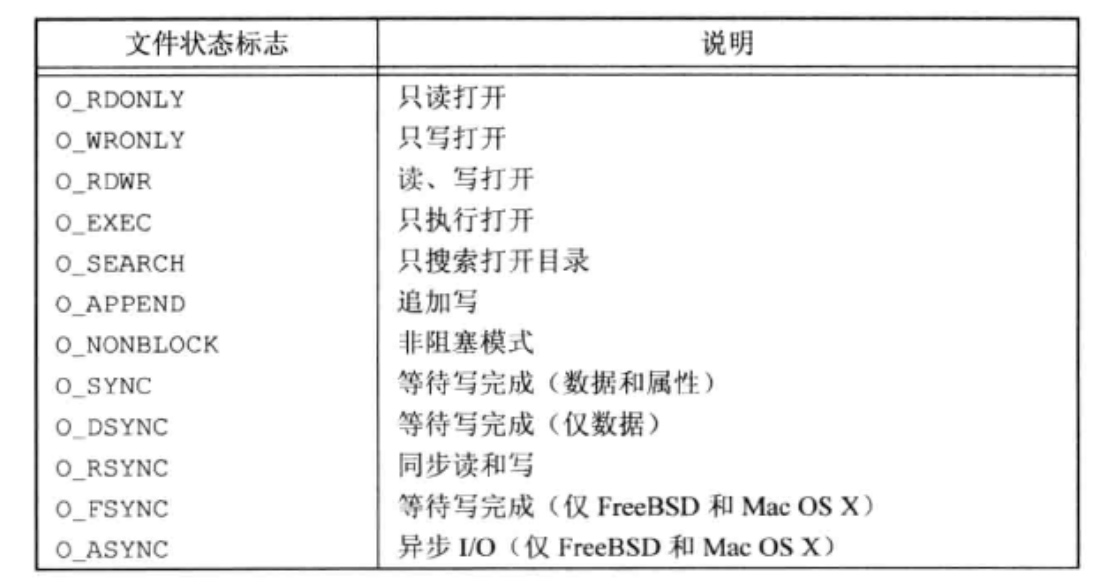 文件状态标志 说明
O_RDONLY 只读打开
O_WRONLY 只写打开
O_RDWR 读、写打开
O_EXEC 只执行打开
O_SEARCH 只搜索打开目录
O_APPEND 追加写
O_NONBLOCK 非阻塞模式
O_SYNC 等待写完成（数据和属性）
O_DSYNC 等待写完成（仅数据）
O_RSYNC 同步读和写
O_FSYNC 等待写完成（仅 FreeBSD 和 Mac OS X）
O_ASYNC 异步 I/O（仅 FreeBSD 和 Mac OS X）